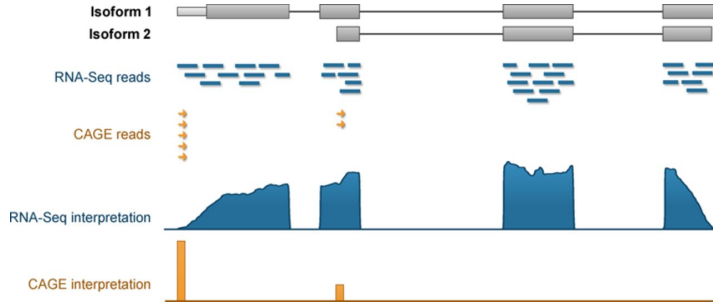 Isoform 1
Isoform 2
RNA-Seq reads
CAGE reads
RNA-Seq interpretation
CAGE interpretation